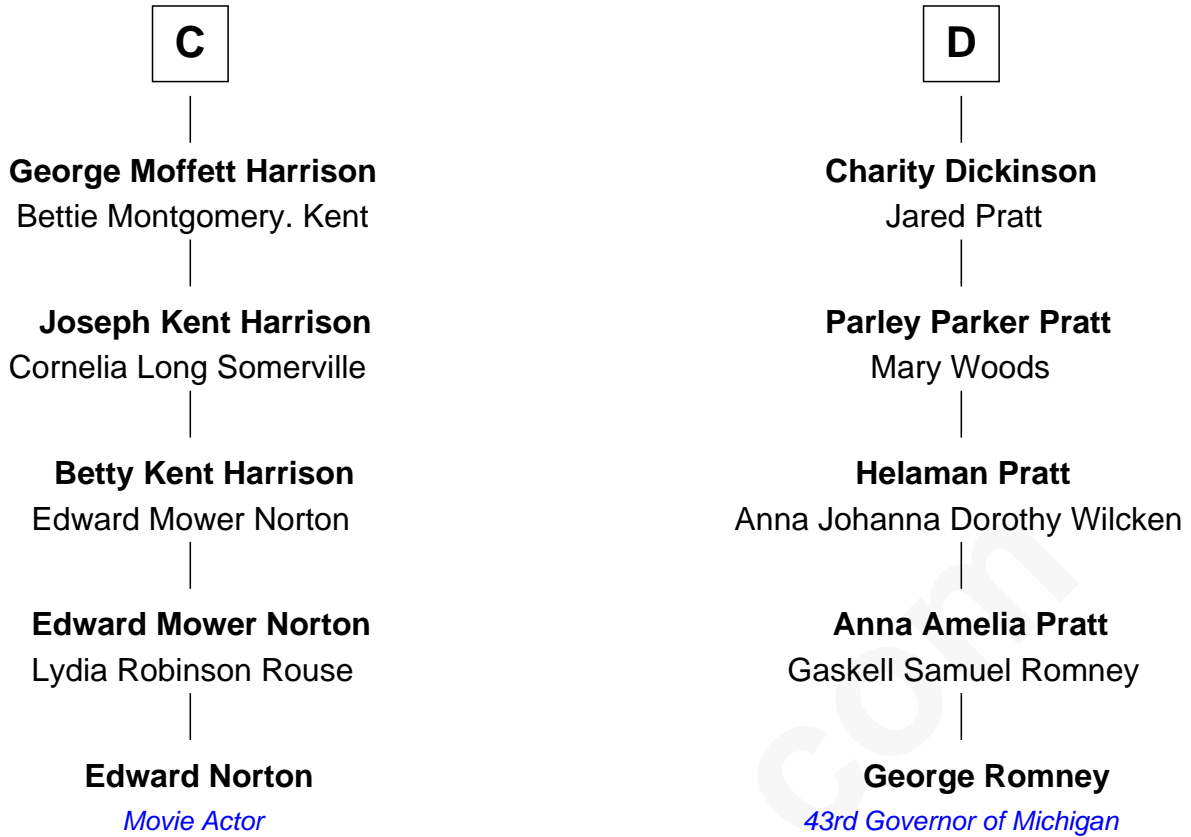 C
George Moffett Harrison
Bettie Montgomery. Kent
Joseph Kent Harrison
Cornelia Long Somerville
Betty Kent Harrison
Edward Mower Norton
Edward Mower Norton
Lydia Robinson Rouse
Edward Norton
Movie Actor
D
Charity Dickinson
Jared Pratt
Parley Parker Pratt
Mary Woods
Helaman Pratt
Anna Johanna Dorothy Wilcken
Anna Amelia Pratt
Gaskell Samuel Romney
George Romney
43rd Governor of Michigan
com